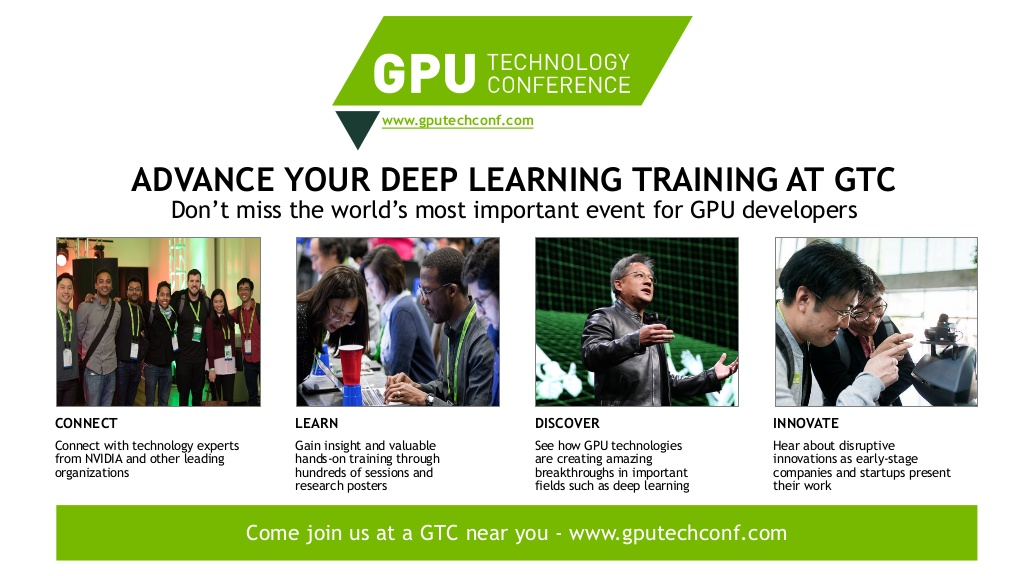 GPU TECHNOLOGY
CONFERENCE
www.gputechconf.com
ADVANCE YOUR DEEP LEARNING TRAINING AT GTC
Don’t miss the world’s most important event for GPU developers
CONNECT
Connect with technology experts
from NVIDIA and other leading
organizations
LEARN
Gain insight and valuable
hands-on training through
hundreds of sessions and
research posters
DISCOVER
See how GPU technologies
are creating amazing
breakthroughs in important
fields such as deep learning
INNOVATE
Hear about disruptive
innovations as early-stage
companies and startups present
their work
Come join us at a GTC near you - www.gputechconf.com